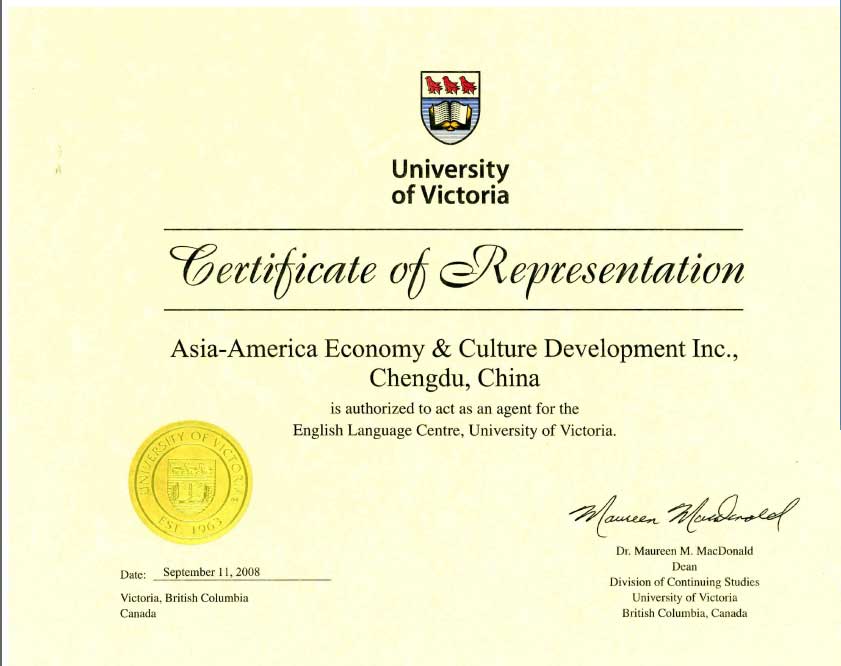 University
of Victoria
Certificate of Representation
Asia-America Economy & Culture Development Inc.,
Chengdu, China
is authorized to act as an agent for the
English Language Centre, University of Victoria.
UNIVERSITY OF VICTORIA
EST. 1963
Maureen MacDonald
Date: September 11, 2008
Victoria, British Columbia
Canada
Dr. Maureen M. MacDonald
Dean
Division of Continuing Studies
University of Victoria
British Columbia, Canada